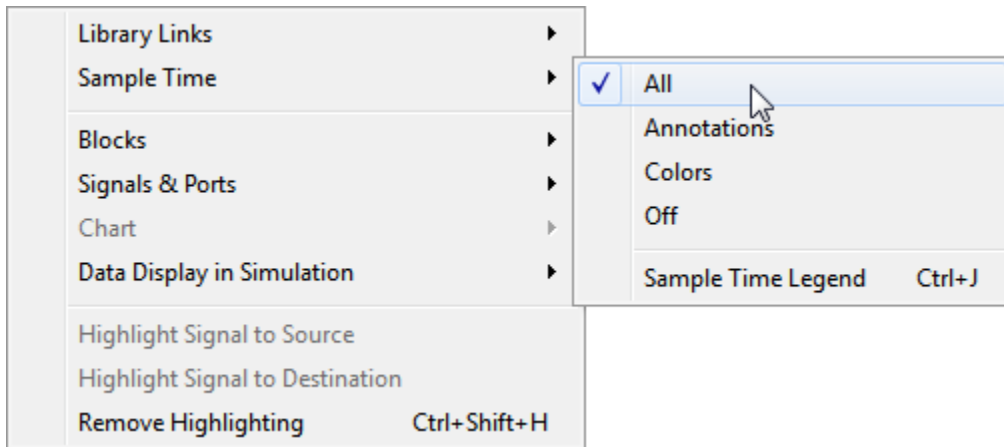 Library Links
Sample Time
Blocks
Signals & Ports
Chart
Data Display in Simulation
Highlight Signal to Source
Highlight Signal to Destination
Remove Highlighting Ctrl+Shift+H
All
Annotations
Colors
Off
Sample Time Legend Ctrl+J